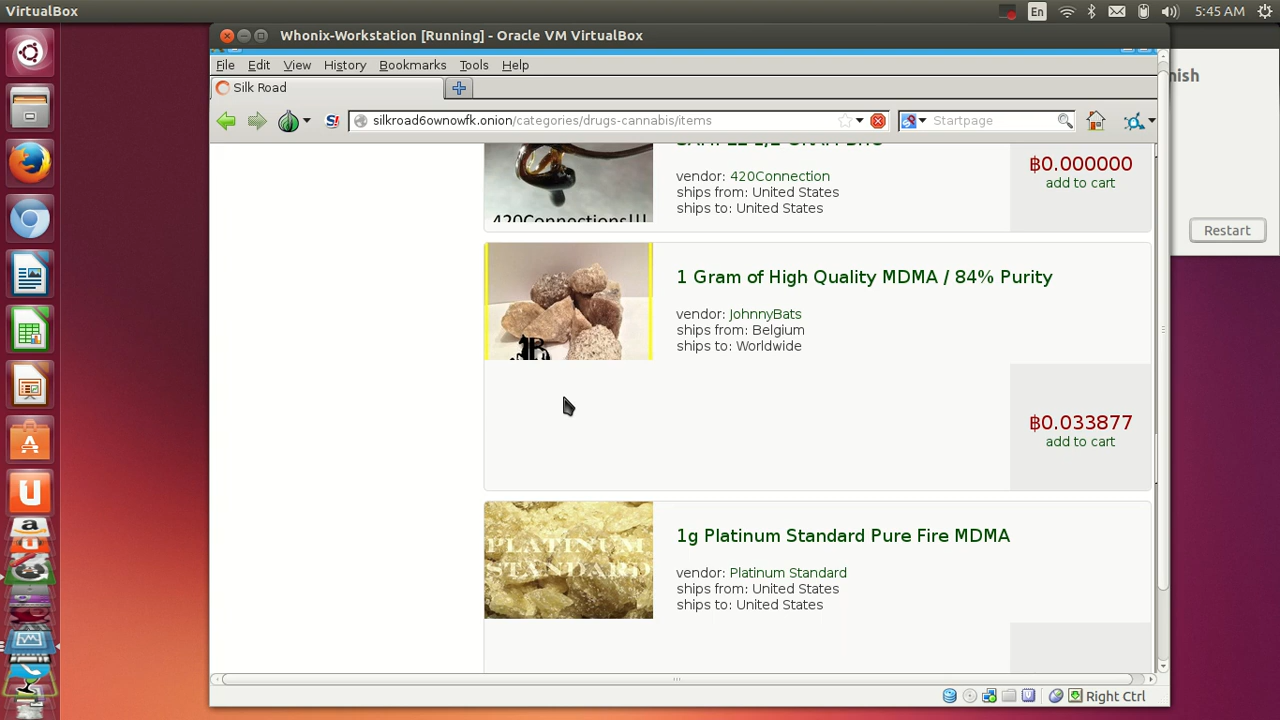 VirtualBox
En
5:45 AM
Whonix-Workstation [Running] - Oracle VM VirtualBox
nish
File Edit View History Bookmarks Tools Help
Silk Road
silkroad6ownowfk.onion/categories/drugs-cannabis/items
Startpage
฿0.000000
add to cart
vendor: 420Connection
ships from: United States
ships to: United States
420Connections!!!
Restart
1 Gram of High Quality MDMA / 84% Purity
vendor: JohnnyBats
ships from: Belgium
ships to: Worldwide
JB
฿0.033877
add to cart
1g Platinum Standard Pure Fire MDMA
PLATINUM
STANDARD
vendor: Platinum Standard
ships from: United States
ships to: United States
Right Ctrl